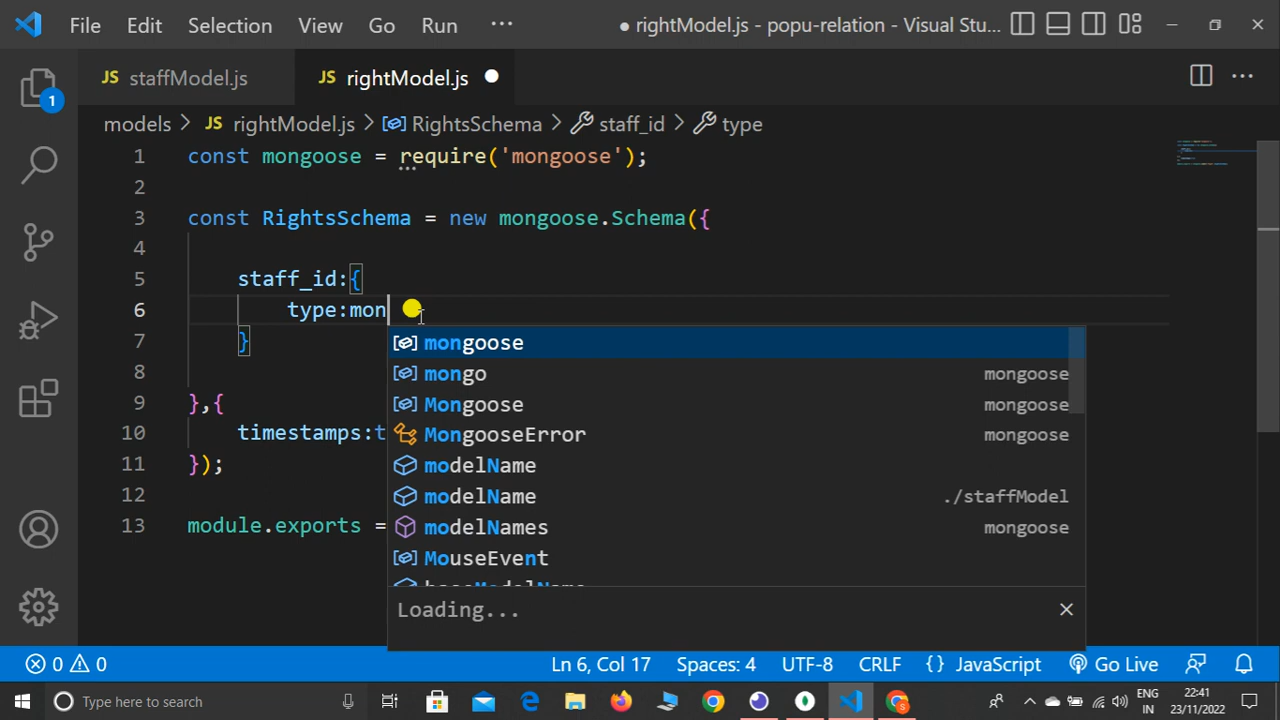 File Edit View Go Run ··· ● rightModel.js - popu-relation - Visual Stu...
JS staffModel.js JS rightModel.js ●
models > JS rightModel.js > RightsSchema > staff_id > type
1 const mongoose = require('mongoose');
2
3 const RightsSchema = new mongoose.Schema({
4
5 staff_id:{
6 type:mon
7 }
8
9 },{
10 timestamps:t
11 });
12
13 module.exports =
mongoose
mongo mongoose
Mongoose mongoose
MongooseError mongoose
modelName
modelName ./staffModel
modelNames mongoose
MouseEvent
baseModelName
Loading...
1
0 0 Ln 6, Col 17 Spaces: 4 UTF-8 CRLF {} JavaScript Go Live
Type here to search ENG 22:41
IN 23/11/2022